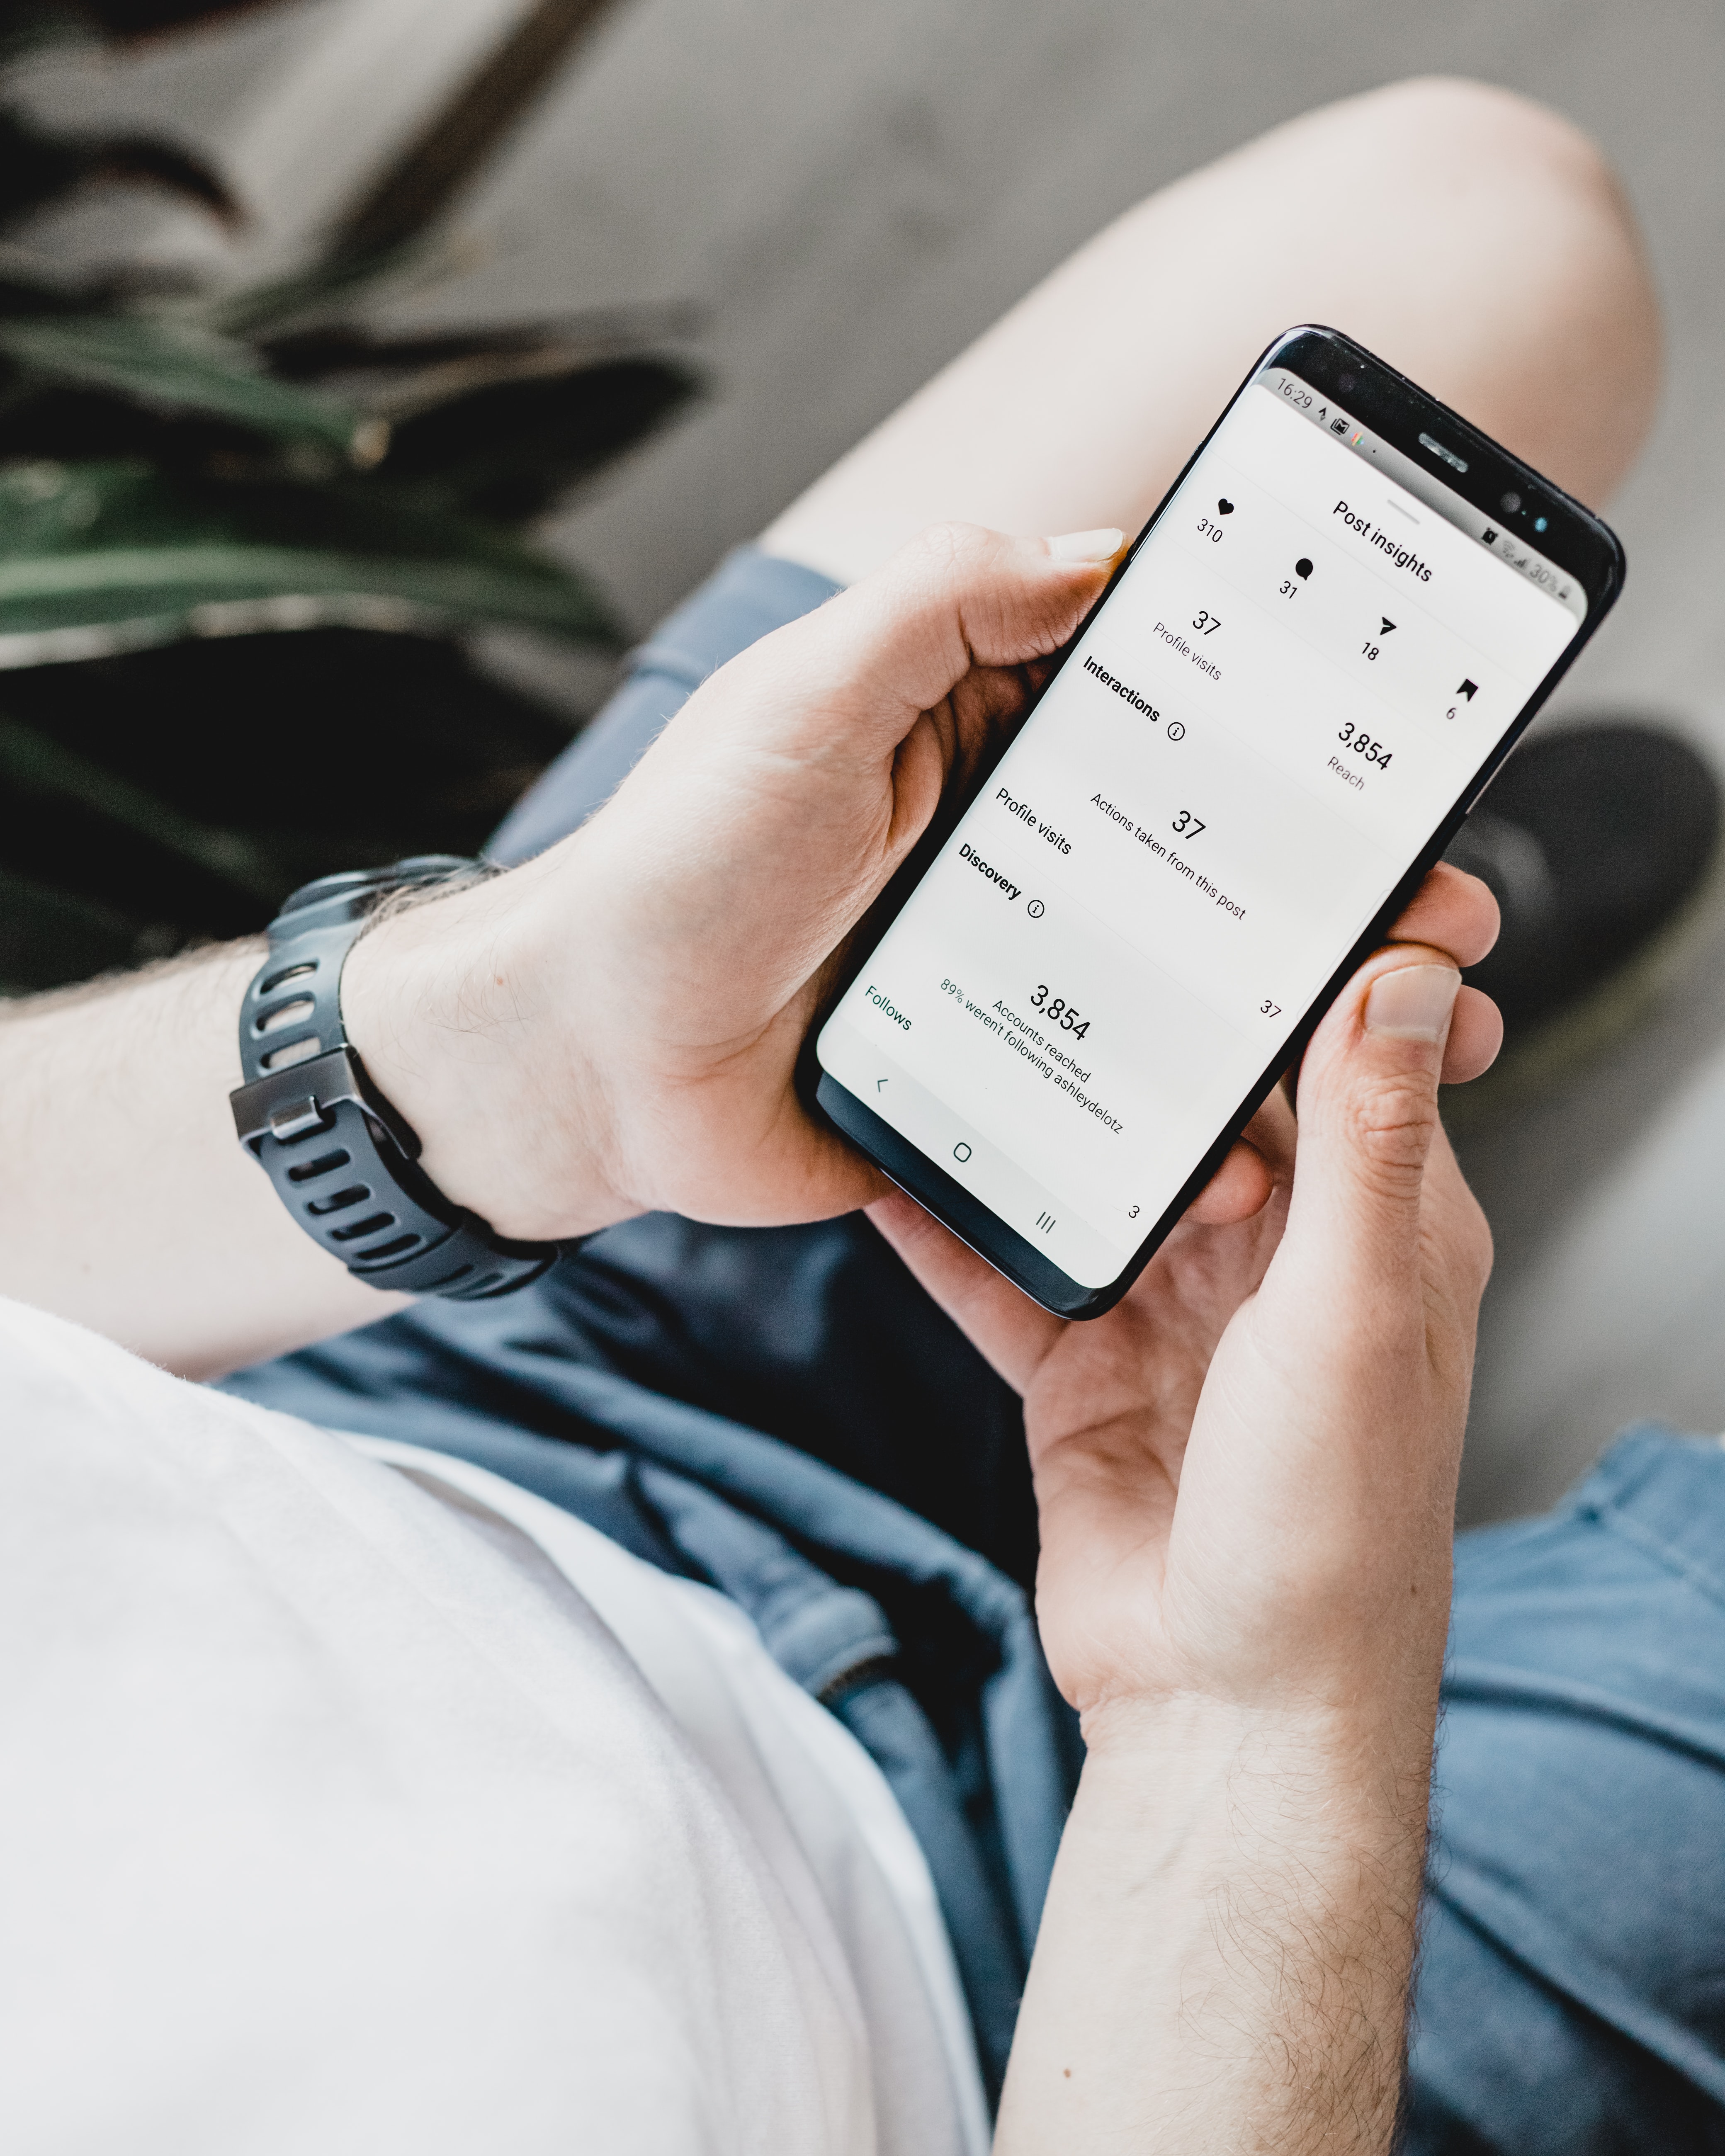 16:29
30%
Post insights
310
31
18
6
37
Profile visits
3,854
Reach
Interactions
37
Actions taken from this post
Profile visits
37
Discovery
3,854
Accounts reached
89% weren't following ashleydelotz
Follows
3